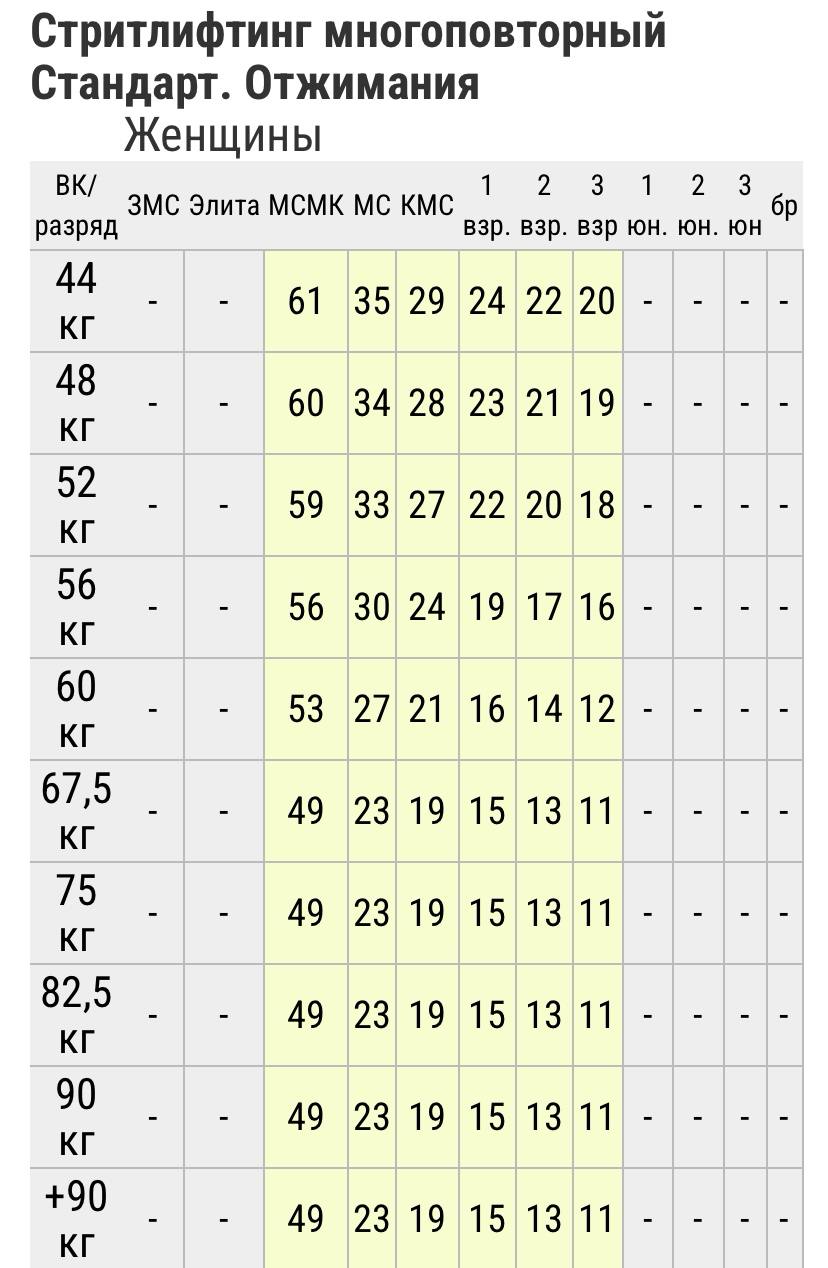 Стритлифтинг многоповторный
Стандарт. Отжимания
Женщины
ВК/разряд ЗМС Элита МСМК МС КМС 1 взр. 2 взр. 3 взр 1 юн. 2 юн. 3 юн бр
44 кг - - 61 35 29 24 22 20 - - - -
48 кг - - 60 34 28 23 21 19 - - - -
52 кг - - 59 33 27 22 20 18 - - - -
56 кг - - 56 30 24 19 17 16 - - - -
60 кг - - 53 27 21 16 14 12 - - - -
67,5 кг - - 49 23 19 15 13 11 - - - -
75 кг - - 49 23 19 15 13 11 - - - -
82,5 кг - - 49 23 19 15 13 11 - - - -
90 кг - - 49 23 19 15 13 11 - - - -
+90 кг - - 49 23 19 15 13 11 - - - -